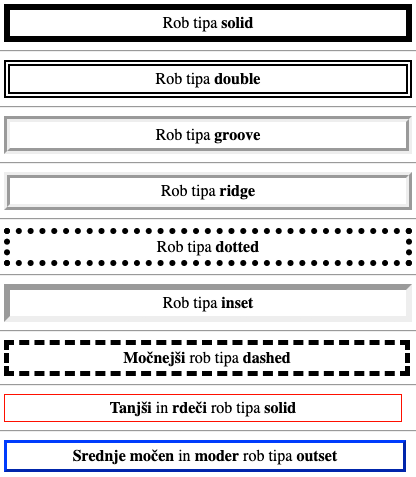 Rob tipa solid
Rob tipa double
Rob tipa groove
Rob tipa ridge
Rob tipa dotted
Rob tipa inset
Močnejši rob tipa dashed
Tanjši in rdeči rob tipa solid
Srednje močen in moder rob tipa outset